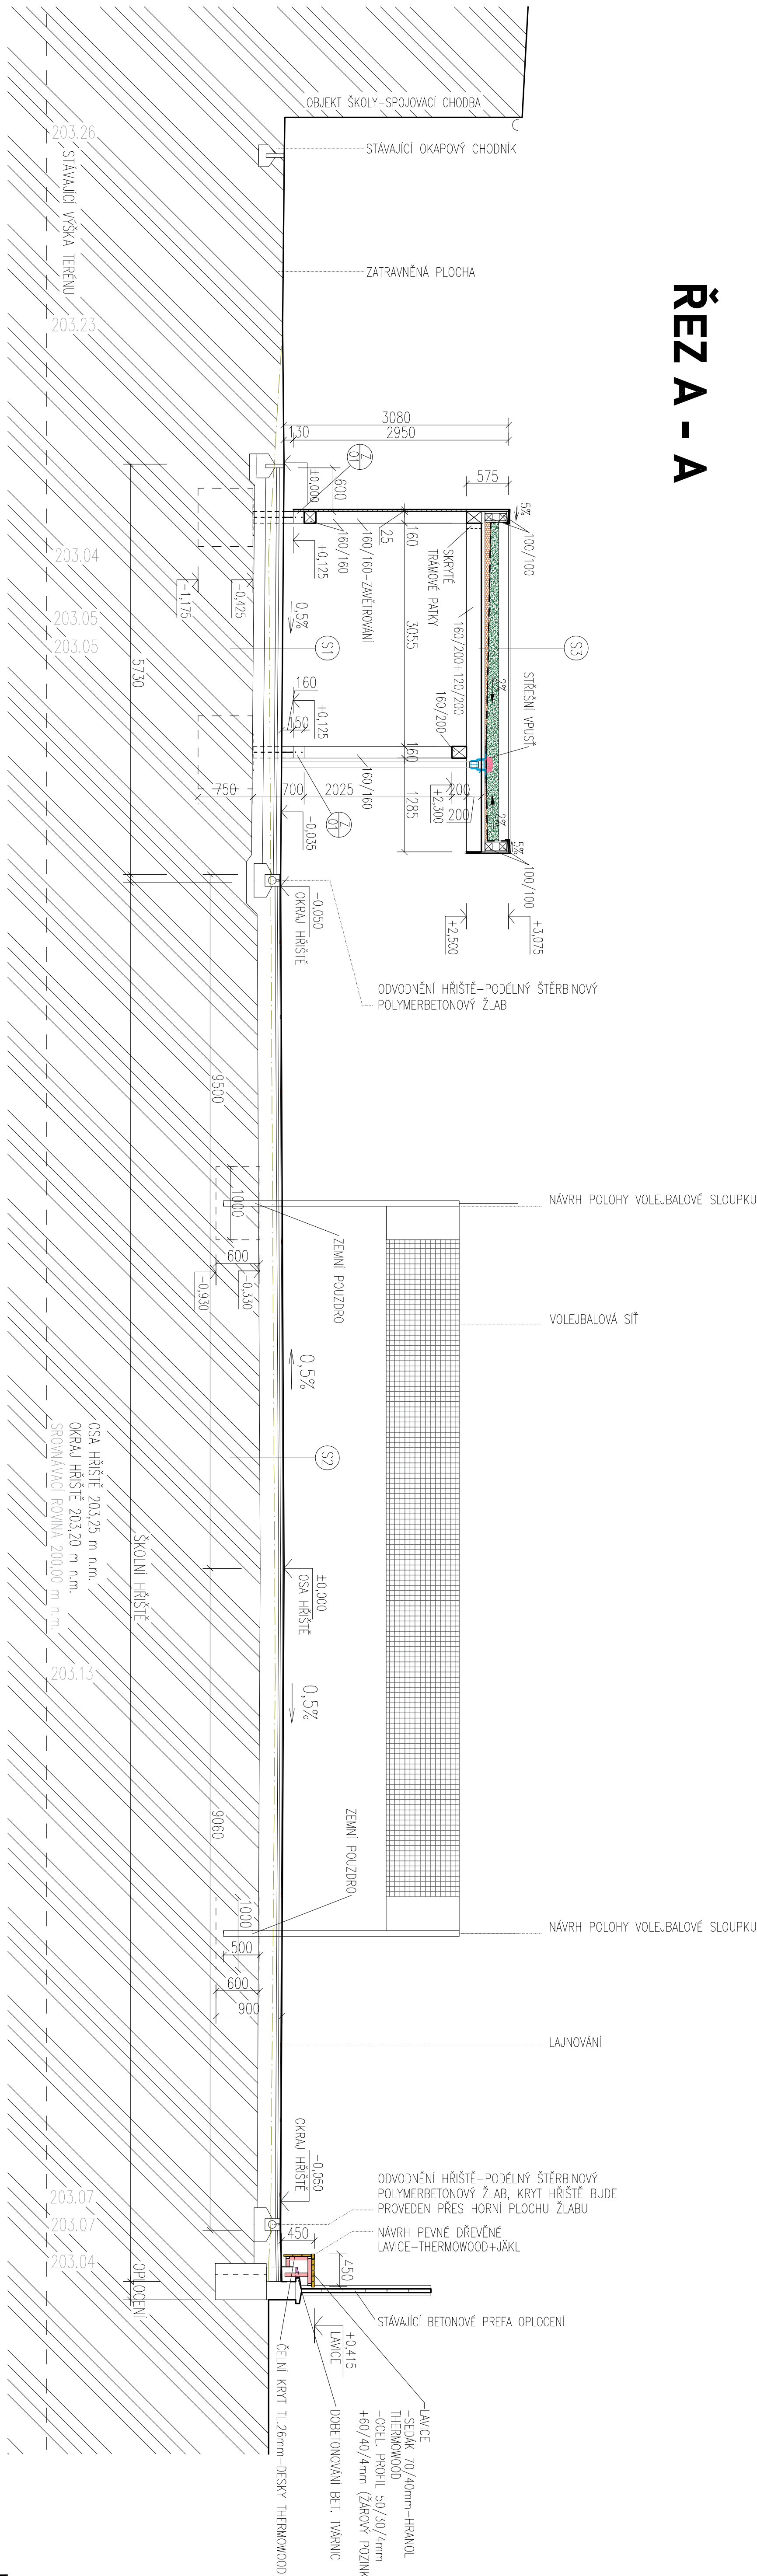 ŘEZ A - A
OBJEKT ŠKOLY-SPOJOVACÍ CHODBA
203.26
STÁVAJÍCÍ OKAPOVÝ CHODNÍK
STÁVAJÍCÍ VÝŠKA TERÉNU
ZATRAVNĚNÁ PLOCHA
203.23
3080
2950
130
Z
01
±0.000
600
575
5%
100/100
25
160
160/160
160/160-ZAVĚTROVÁNÍ
SKRYTÉ
TRÁMOVÉ PATKY
+0,125
203.04
-0,425
-1,175
0,5%
203.05
S1
203.05
3055
160/200+120/200
S3
5730
160
+0,125
150
160/200
STŘEŠNÍ VPUSŤ
2%
160
160/160
750
700
2025
+2,300
200
200
1285
2%
Z
01
-0,035
5%
100/100
-0,050
OKRAJ HŘIŠTĚ
+2,500
+3,075
ODVODNĚNÍ HŘIŠTĚ-PODÉLNÝ ŠTĚRBINOVÝ
POLYMERBETONOVÝ ŽLAB
9500
1000
NÁVRH POLOHY VOLEJBALOVÉ SLOUPKU
ZEMNÍ POUZDRO
600
-0,330
-0,930
VOLEJBALOVÁ SÍŤ
0,5%
S2
OSA HŘIŠTĚ 203,25 m n.m.
OKRAJ HŘIŠTĚ 203,20 m n.m.
SROVNÁVACÍ ROVINA 200,00 m n.m.
ŠKOLNÍ HŘIŠTĚ
±0,000
OSA HŘIŠTĚ
203.13
0,5%
9060
ZEMNÍ POUZDRO
1000
500
600
900
NÁVRH POLOHY VOLEJBALOVÉ SLOUPKU
LAJNOVÁNÍ
-0,050
OKRAJ HŘIŠTĚ
ODVODNĚNÍ HŘIŠTĚ-PODÉLNÝ ŠTĚRBINOVÝ
POLYMERBETONOVÝ ŽLAB, KRYT HŘIŠTĚ BUDE
PROVEDEN PŘES HORNÍ PLOCHU ŽLABU
203.07
203.07
203.04
450
450
NÁVRH PEVNÉ DŘEVĚNÉ
LAVICE-THERMOWOOD+JÄKL
OPLOCENÍ
STÁVAJÍCÍ BETONOVÉ PREFA OPLOCENÍ
+0,415
LAVICE
ČELNÍ KRYT TL.26mm-DESKY THERMOWOOD
DOBETONOVÁNÍ BET. TVÁRNIC
LAVICE
-SEDÁK 70/40mm-HRANOL
THERMOWOOD
-OCEL. PROFIL 50/30/4mm
+60/40/4mm (ŽÁROVÝ POZINK